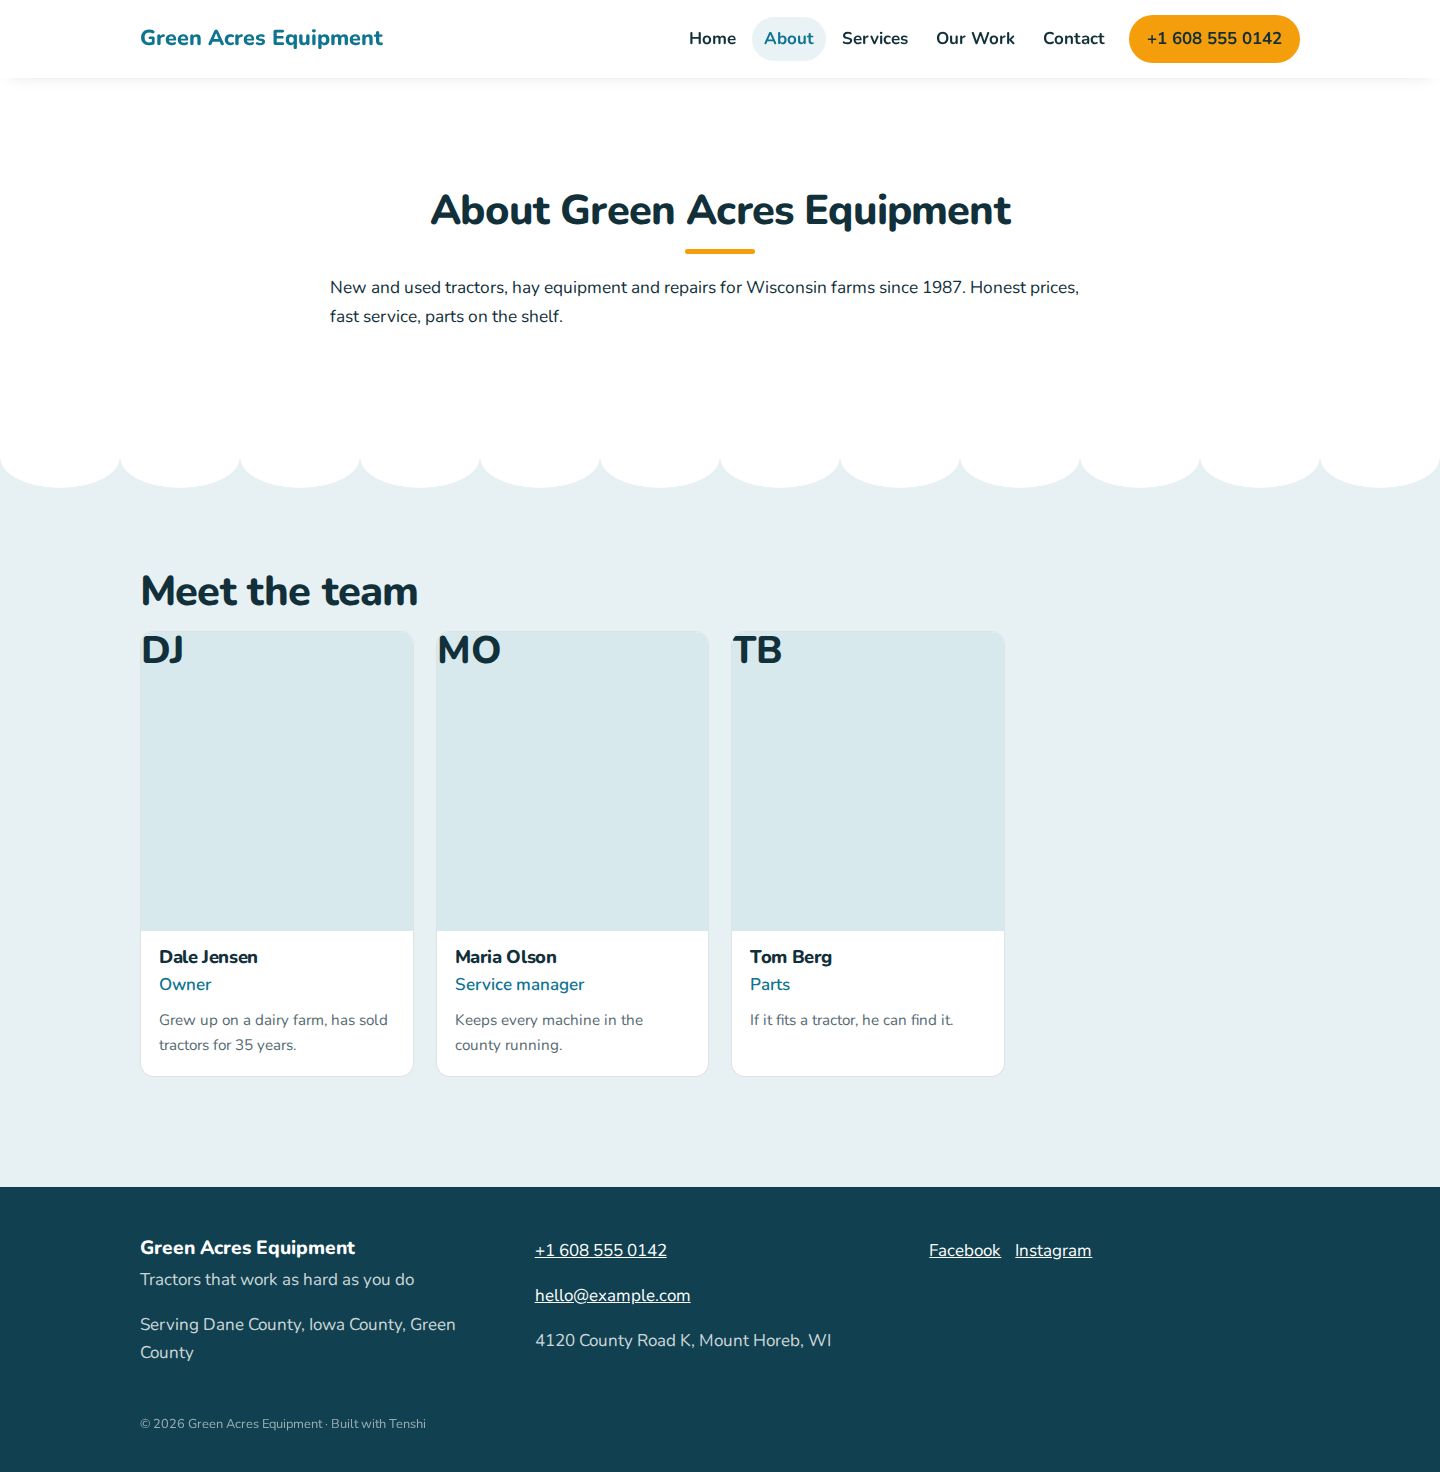 Green Acres Equipment
Home
About
Services
Our Work
Contact
+1 608 555 0142
About Green Acres Equipment
New and used tractors, hay equipment and repairs for Wisconsin farms since 1987. Honest prices,
fast service, parts on the shelf.
Meet the team
DJ
Dale Jensen
Owner
Grew up on a dairy farm, has sold
tractors for 35 years.
MO
Maria Olson
Service manager
Keeps every machine in the
county running.
TB
Tom Berg
Parts
If it fits a tractor, he can find it.
Green Acres Equipment
Tractors that work as hard as you do
Serving Dane County, Iowa County, Green
County
+1 608 555 0142
hello@example.com
4120 County Road K, Mount Horeb, WI
Facebook
Instagram
© 2026 Green Acres Equipment · Built with Tenshi